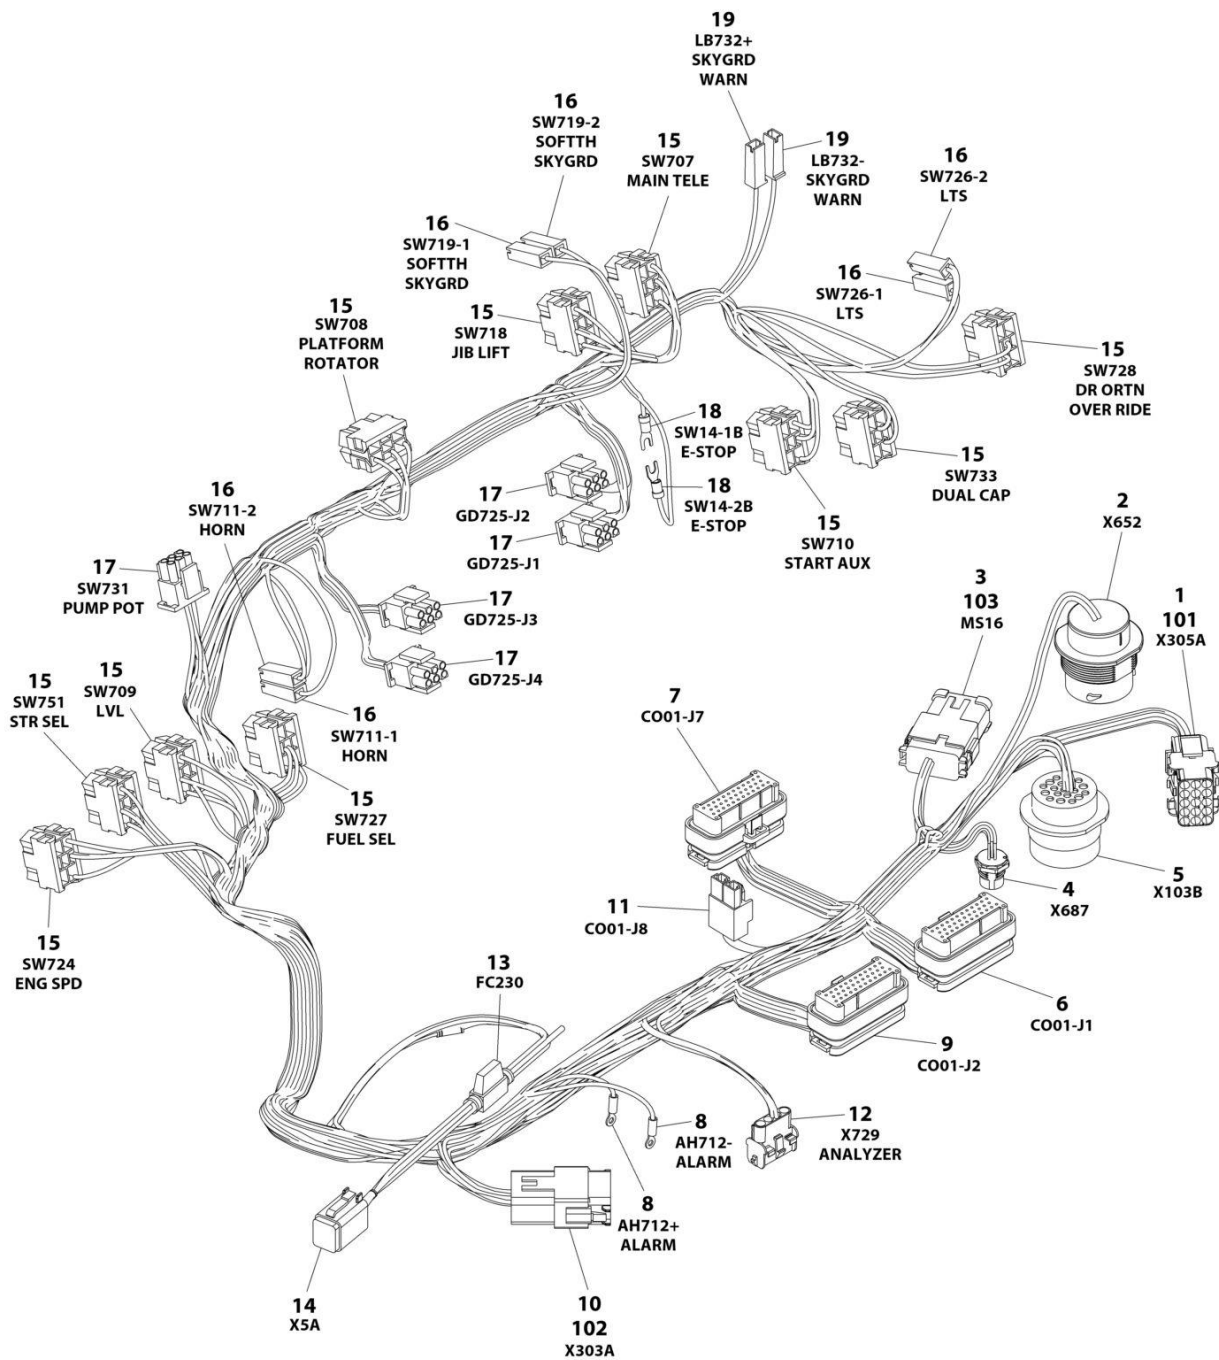 19
LB732+
SKYGRD
WARN
16
SW719-2
SOFTTH
SKYGRD
15
SW707
MAIN TELE
19
LB732-
SKYGRD
WARN
16
SW726-2
LTS
16
SW719-1
SOFTTH
SKYGRD
16
SW726-1
LTS
15
SW708
PLATFORM
ROTATOR
15
SW718
JIB LIFT
15
SW728
DR ORTN
OVER RIDE
18
SW14-1B
E-STOP
15
SW733
DUAL CAP
16
SW711-2
HORN
17
GD725-J2
18
SW14-2B
E-STOP
2
X652
17
GD725-J1
15
SW710
START AUX
17
SW731
PUMP POT
3
103
MS16
1
101
X305A
17
GD725-J3
15
SW751
STR SEL
15
SW709
LVL
17
GD725-J4
7
CO01-J7
16
SW711-1
HORN
15
SW727
FUEL SEL
4
X687
5
X103B
11
CO01-J8
15
SW724
ENG SPD
13
FC230
6
CO01-J1
9
CO01-J2
8
AH712-
ALARM
12
X729
ANALYZER
8
AH712+
ALARM
14
X5A
10
102
X303A